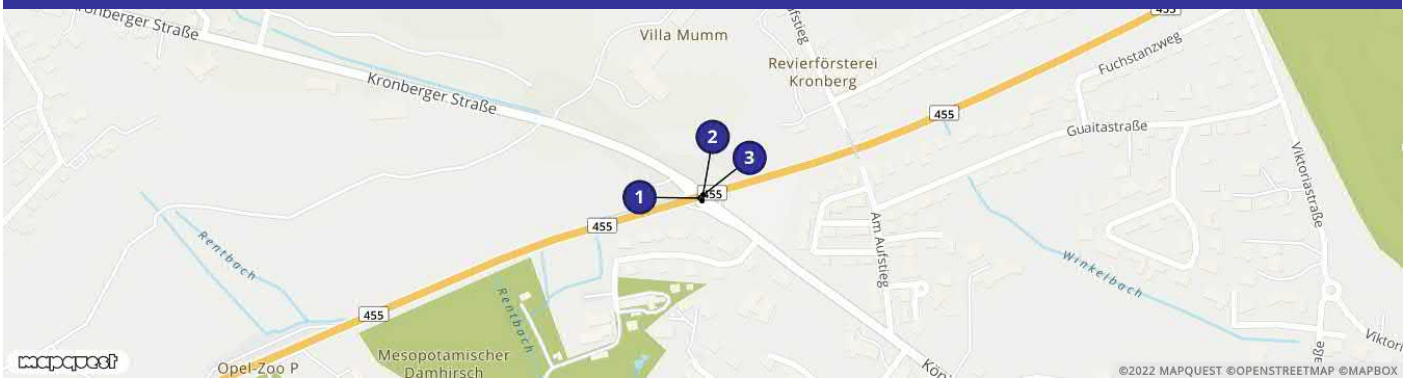 Kronberger Straße
455
Villa Mumm
Aufstieg
Revierförsterei
Kronberg
Fuchstanzweg
Kronberger Straße
455
Guaitastraße
2
3
Viktoriastraße
1
455
455
Am Aufstieg
Rentbach
Winkelbach
Rentbach
455
mapquest
Opel-Zoo P
Mesopotamischer
Damhirsch
©2022 MAPQUEST ©OPENSTREETMAP ©MAPBOX